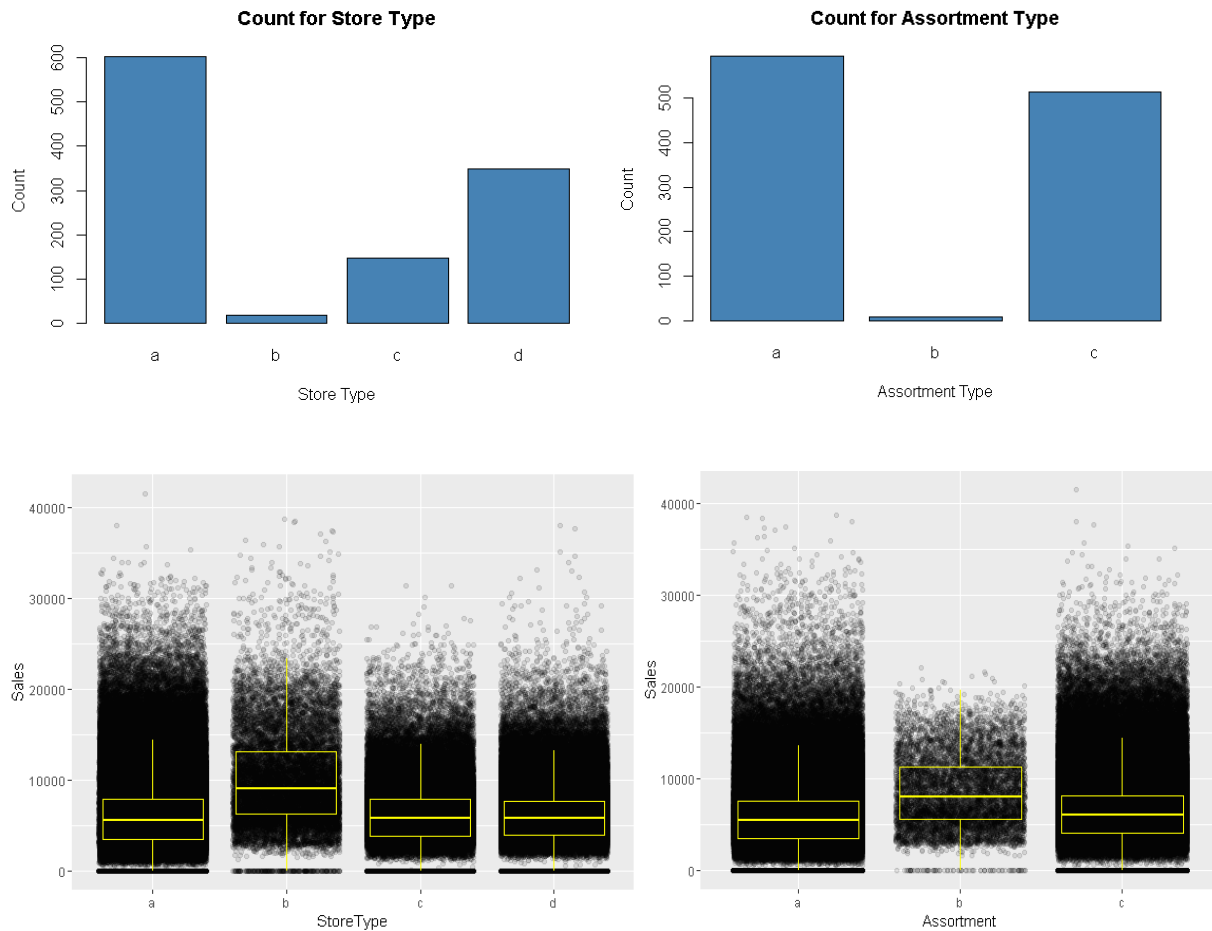 Count for Store Type
600
500
400
300
200
100
0
Count
a b c d
Store Type
Count for Assortment Type
500
400
300
200
100
0
Count
a b c
Assortment Type
40000
30000
20000
10000
0
Sales
a b c d
StoreType
40000
30000
20000
10000
0
Sales
a b c
Assortment